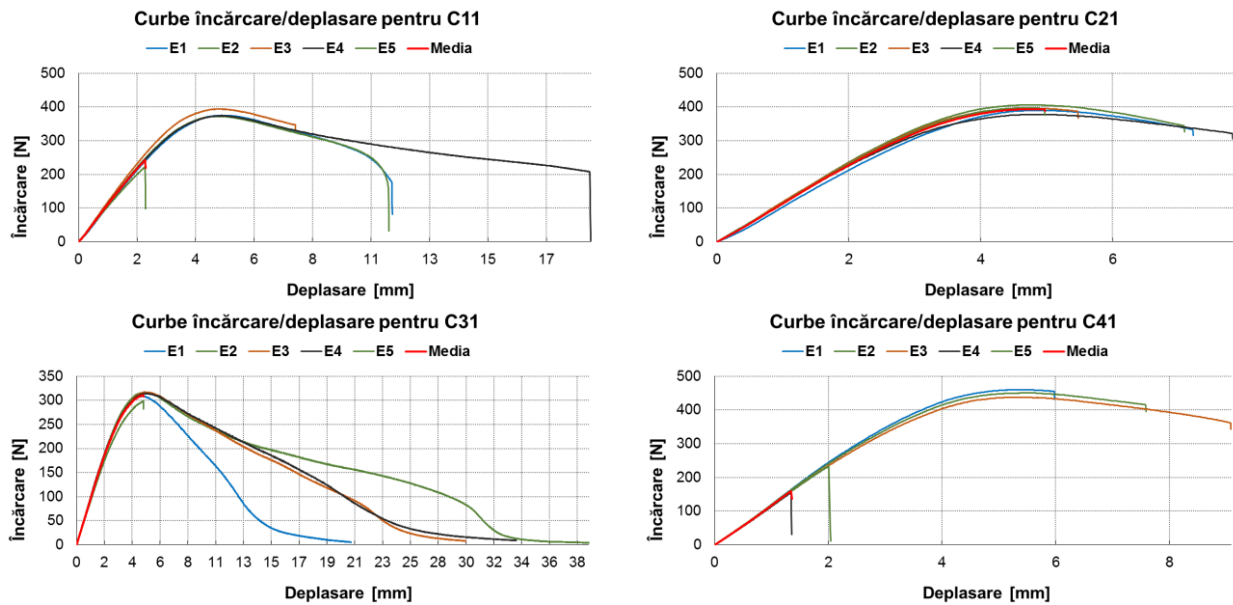 Curbe încărcare/deplasare pentru C11
E1 E2 E3 E4 E5 Media
Încărcare [N]
500
400
300
200
100
0
0 2 4 6 8 11 13 15 17
Deplasare [mm]
Curbe încărcare/deplasare pentru C21
E1 E2 E3 E4 E5 Media
Încărcare [N]
500
400
300
200
100
0
0 2 4 6
Deplasare [mm]
Curbe încărcare/deplasare pentru C31
E1 E2 E3 E4 E5 Media
Încărcare [N]
350
300
250
200
150
100
50
0
0 2 4 6 8 11 13 15 17 19 21 23 25 28 30 32 34 36 38
Deplasare [mm]
Curbe încărcare/deplasare pentru C41
E1 E2 E3 E4 E5 Media
Încărcare [N]
500
400
300
200
100
0
0 2 4 6 8
Deplasare [mm]